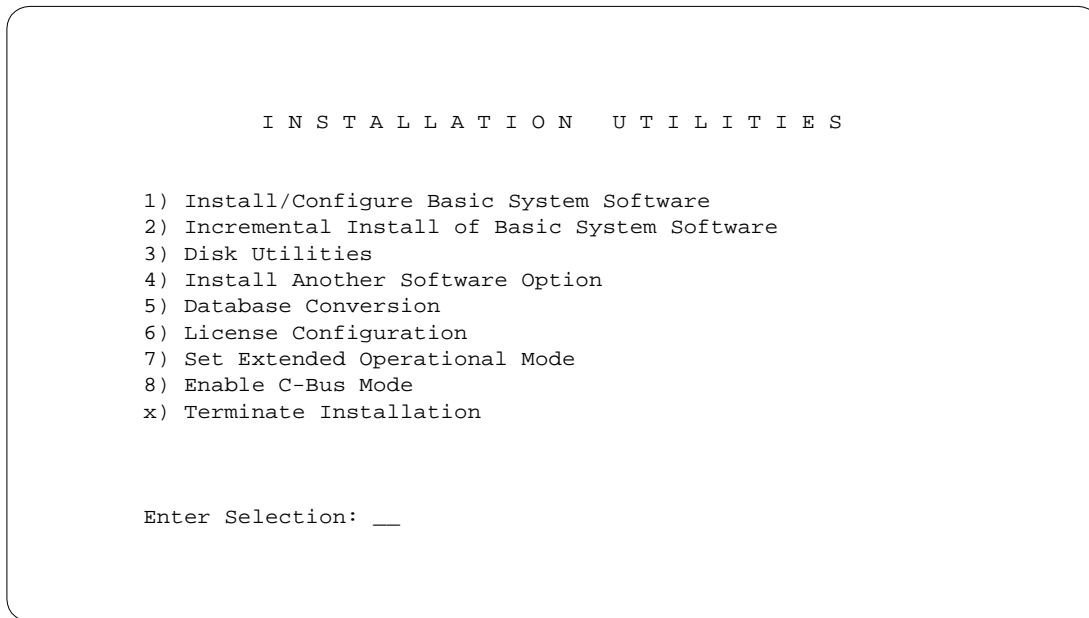 I N S T A L L A T I O N   U T I L I T I E S
1) Install/Configure Basic System Software
2) Incremental Install of Basic System Software
3) Disk Utilities
4) Install Another Software Option
5) Database Conversion
6) License Configuration
7) Set Extended Operational Mode
8) Enable C-Bus Mode
x) Terminate Installation
Enter Selection: __